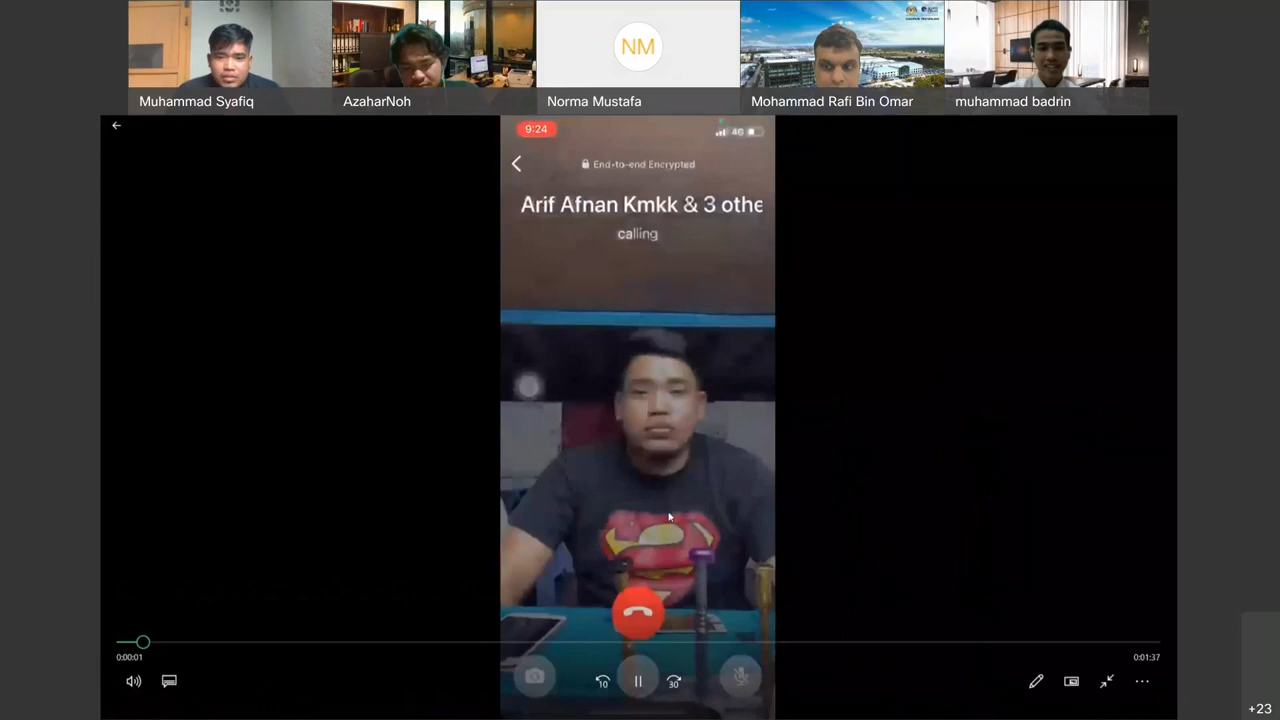 Muhammad Syafiq
AzaharNoh
NM
Norma Mustafa
Mohammad Rafi Bin Omar
muhammad badrin
9:24
4G
End-to-end Encrypted
Arif Afnan Kmkk & 3 othe
calling
0:00:01
0:01:37
10
30
+23